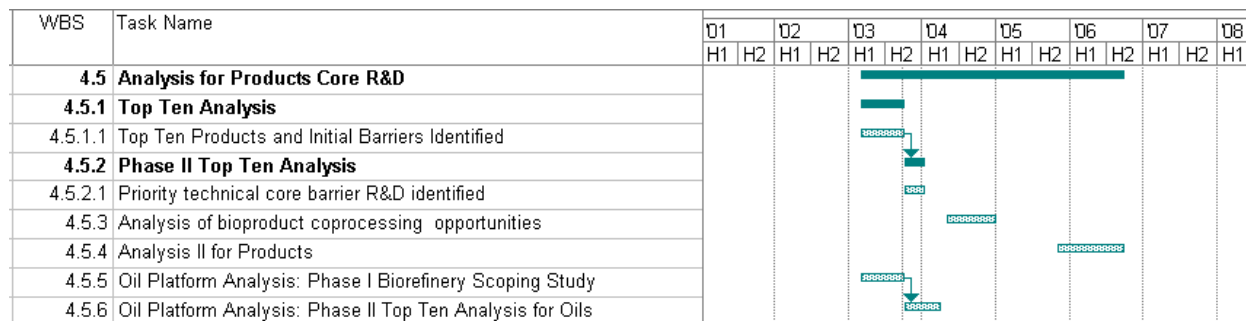 WBS Task Name '01 '02 '03 '04 '05 '06 '07 '08
H1 H2 H1 H2 H1 H2 H1 H2 H1 H2 H1 H2 H1 H2 H1
4.5 Analysis for Products Core R&D
4.5.1 Top Ten Analysis
4.5.1.1 Top Ten Products and Initial Barriers Identified
4.5.2 Phase II Top Ten Analysis
4.5.2.1 Priority technical core barrier R&D identified
4.5.3 Analysis of bioproduct coprocessing opportunities
4.5.4 Analysis II for Products
4.5.5 Oil Platform Analysis: Phase I Biorefinery Scoping Study
4.5.6 Oil Platform Analysis: Phase II Top Ten Analysis for Oils